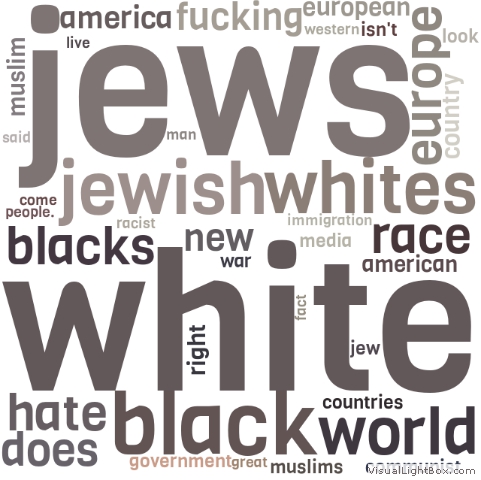 america
fucking
european
western
isn't
look
muslim
live
jews
europe
country
said
man
jewish
whites
come
people.
racist
immigration
blacks
new
media
race
war
american
white
fact
right
jew
hate
black
countries
world
does
government
great
muslims
communist
VisualLightBox.com